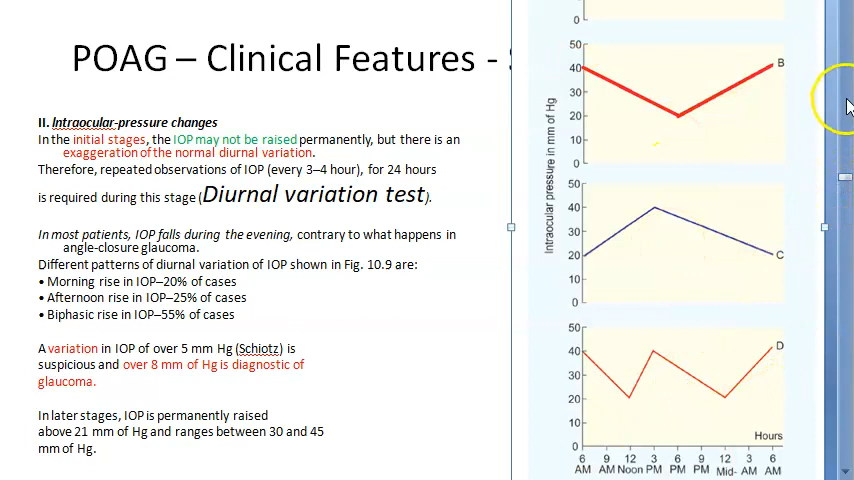 POAG – Clinical Features -
II. Intraocular-pressure changes
In the initial stages, the IOP may not be raised permanently, but there is an
exaggeration of the normal diurnal variation.
Therefore, repeated observations of IOP (every 3–4 hour), for 24 hours
is required during this stage (Diurnal variation test).
In most patients, IOP falls during the evening, contrary to what happens in
angle-closure glaucoma.
Different patterns of diurnal variation of IOP shown in Fig. 10.9 are:
• Morning rise in IOP–20% of cases
• Afternoon rise in IOP–25% of cases
• Biphasic rise in IOP–55% of cases
A variation in IOP of over 5 mm Hg (Schiotz) is
suspicious and over 8 mm of Hg is diagnostic of
glaucoma.
In later stages, IOP is permanently raised
above 21 mm of Hg and ranges between 30 and 45
mm of Hg.
Intraocular pressure in mm of Hg
0
50
40
30
20
10
0
B
50
40
30
20
10
0
C
50
40
30
20
10
0
D
Hours
6 9 12 3 6 9 12 3 6
AM AM Noon PM PM PM Mid- AM AM